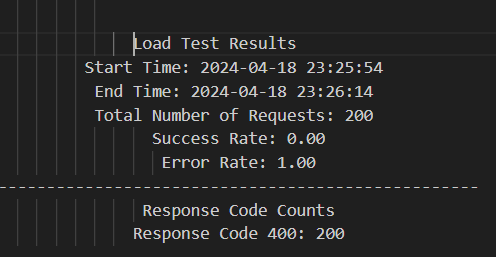 Load Test Results
Start Time: 2024-04-18 23:25:54
End Time: 2024-04-18 23:26:14
Total Number of Requests: 200
Success Rate: 0.00
Error Rate: 1.00
--------------------------------------------------
Response Code Counts
Response Code 400: 200